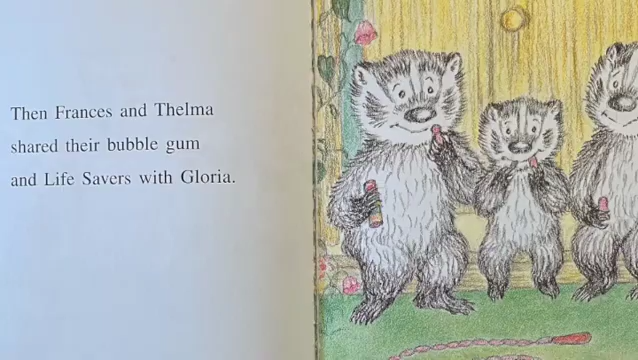 Then Frances and Thelma
shared their bubble gum
and Life Savers with Gloria.